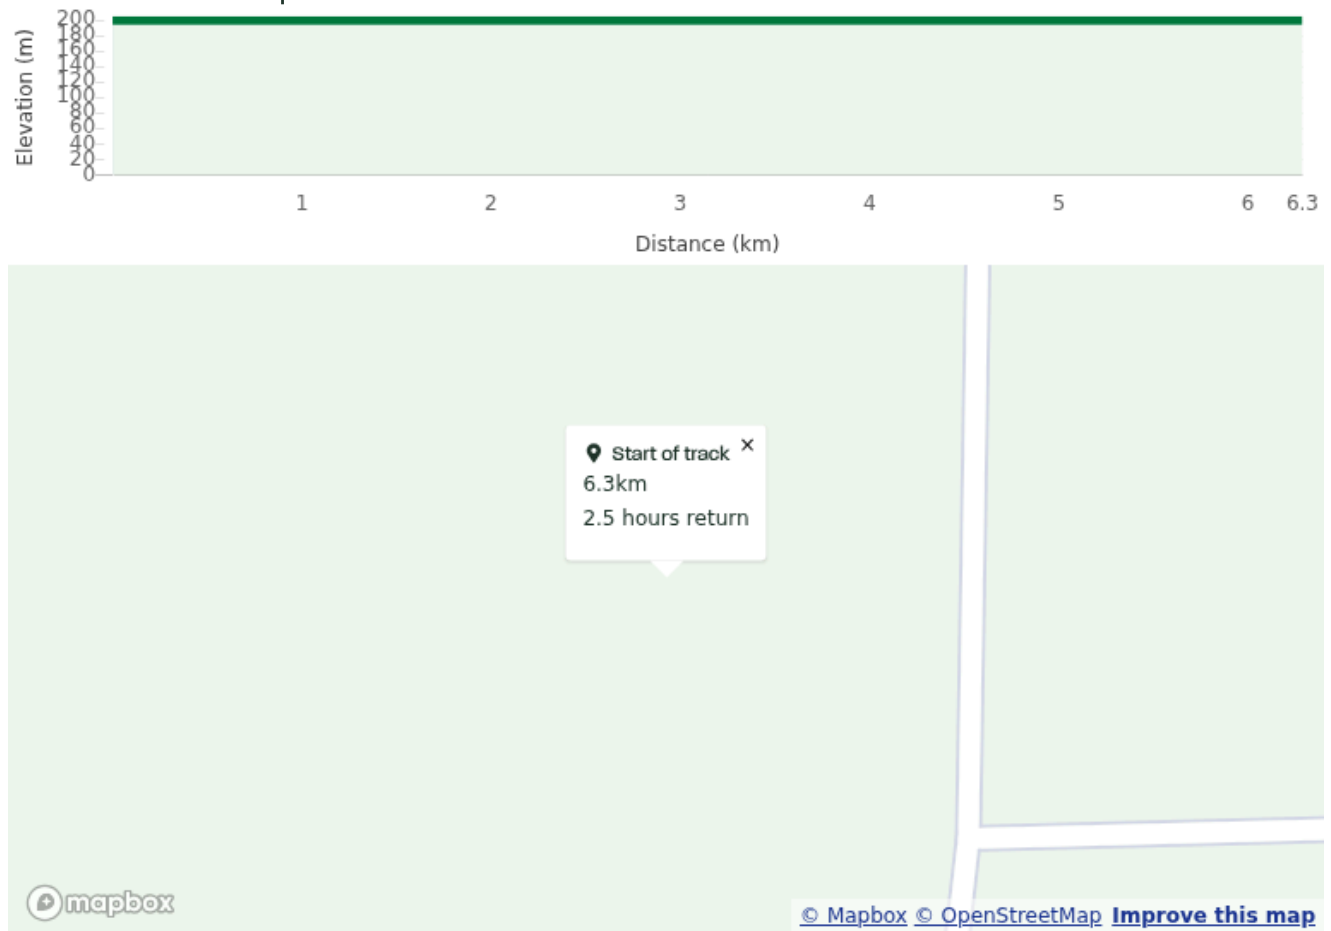 Elevation (m)
200
180
160
140
120
100
80
60
40
20
0
1 2 3 4 5 6 6.3
Distance (km)
Start of track ×
6.3km
2.5 hours return
mapbox
© Mapbox © OpenStreetMap Improve this map